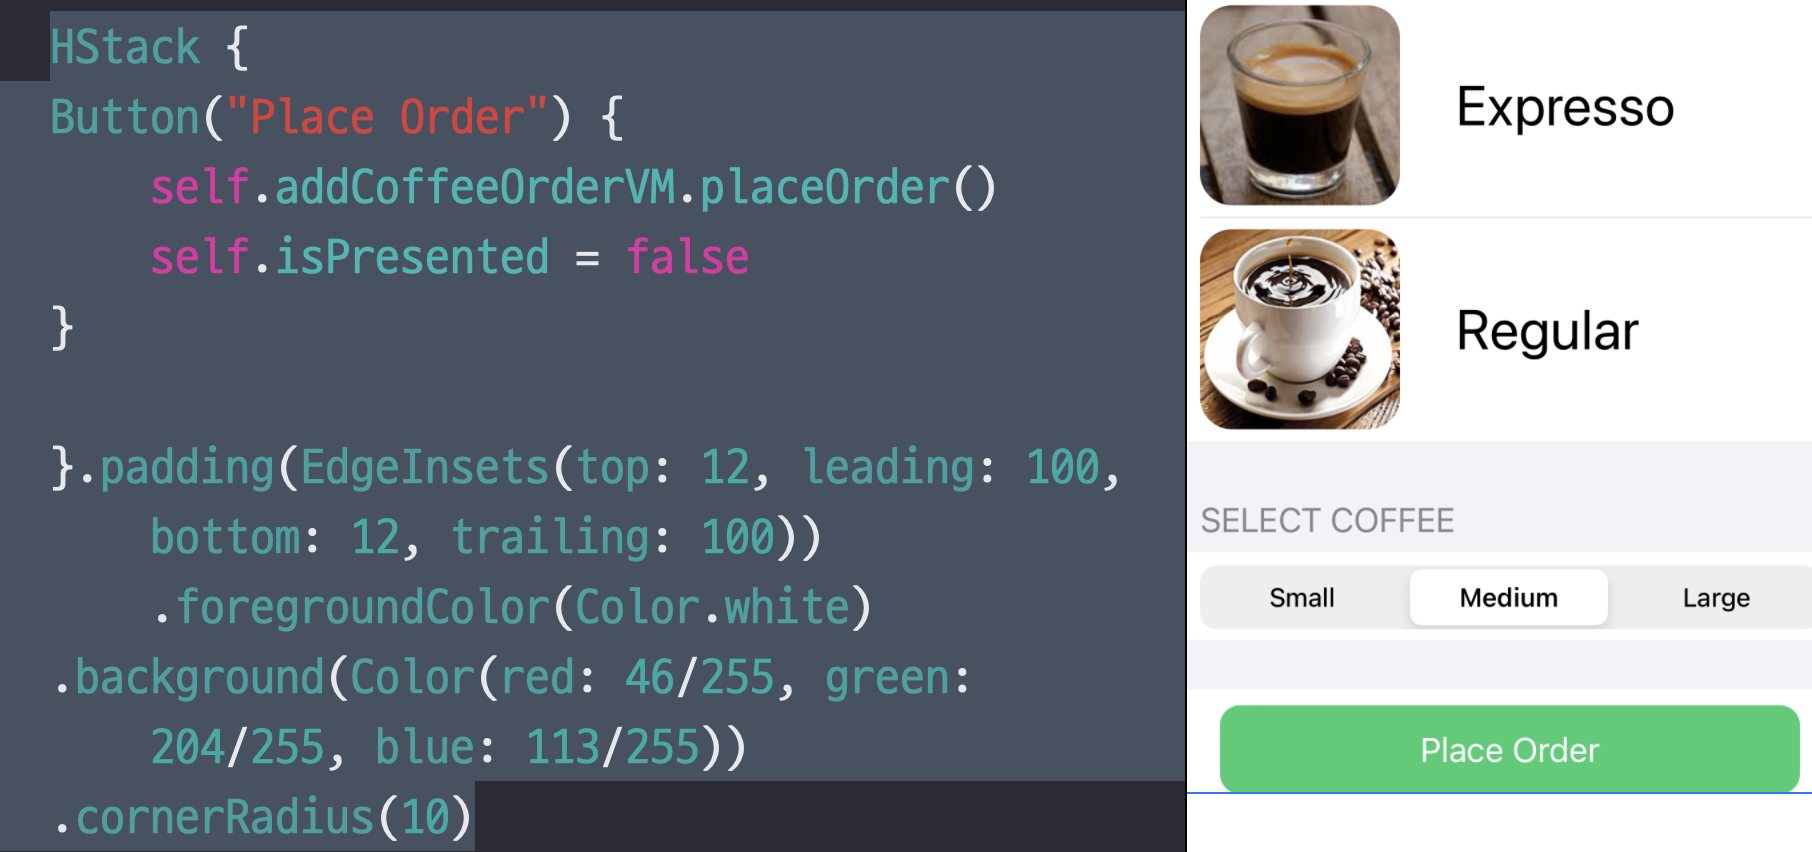 HStack {
Button("Place Order") {
self.addCoffeeOrderVM.placeOrder()
self.isPresented = false
}
}.padding(EdgeInsets(top: 12, leading: 100,
bottom: 12, trailing: 100))
.foregroundColor(Color.white)
.background(Color(red: 46/255, green:
204/255, blue: 113/255))
.cornerRadius(10)
Expresso
Regular
SELECT COFFEE
Small Medium Large
Place Order